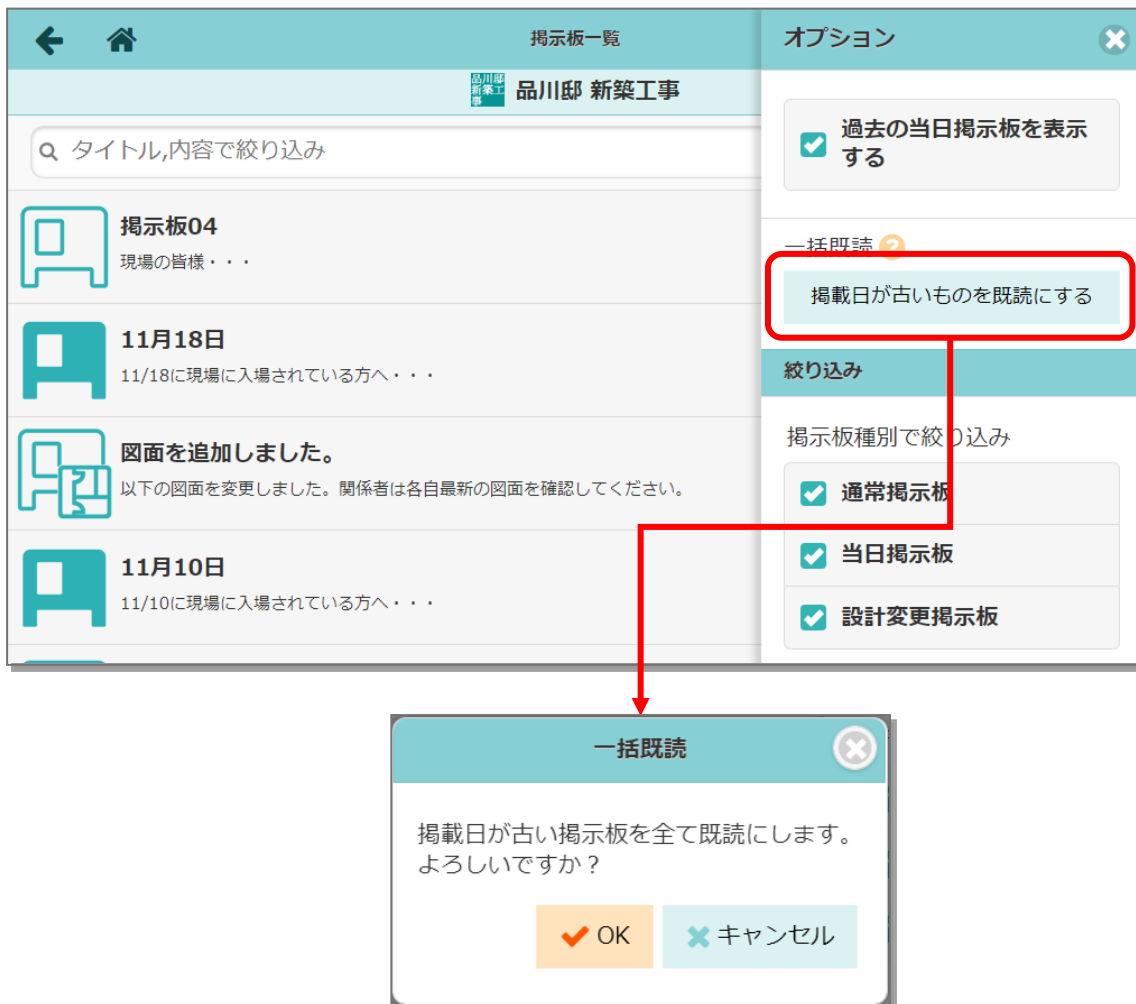 掲示板一覧
品川邸
新築工
事
品川邸 新築工事
タイトル,内容で絞り込み
掲示板04
現場の皆様・・・
11月18日
11/18に現場に入場されている方へ・・・
図面を追加しました。
以下の図面を変更しました。関係者は各自最新の図面を確認してください。
11月10日
11/10に現場に入場されている方へ・・・
オプション
過去の当日掲示板を表示
する
一括既読 ?
掲載日が古いものを既読にする
絞り込み
掲示板種別で絞り込み
通常掲示板
当日掲示板
設計変更掲示板
一括既読
掲載日が古い掲示板を全て既読にします。
よろしいですか？
OK
キャンセル